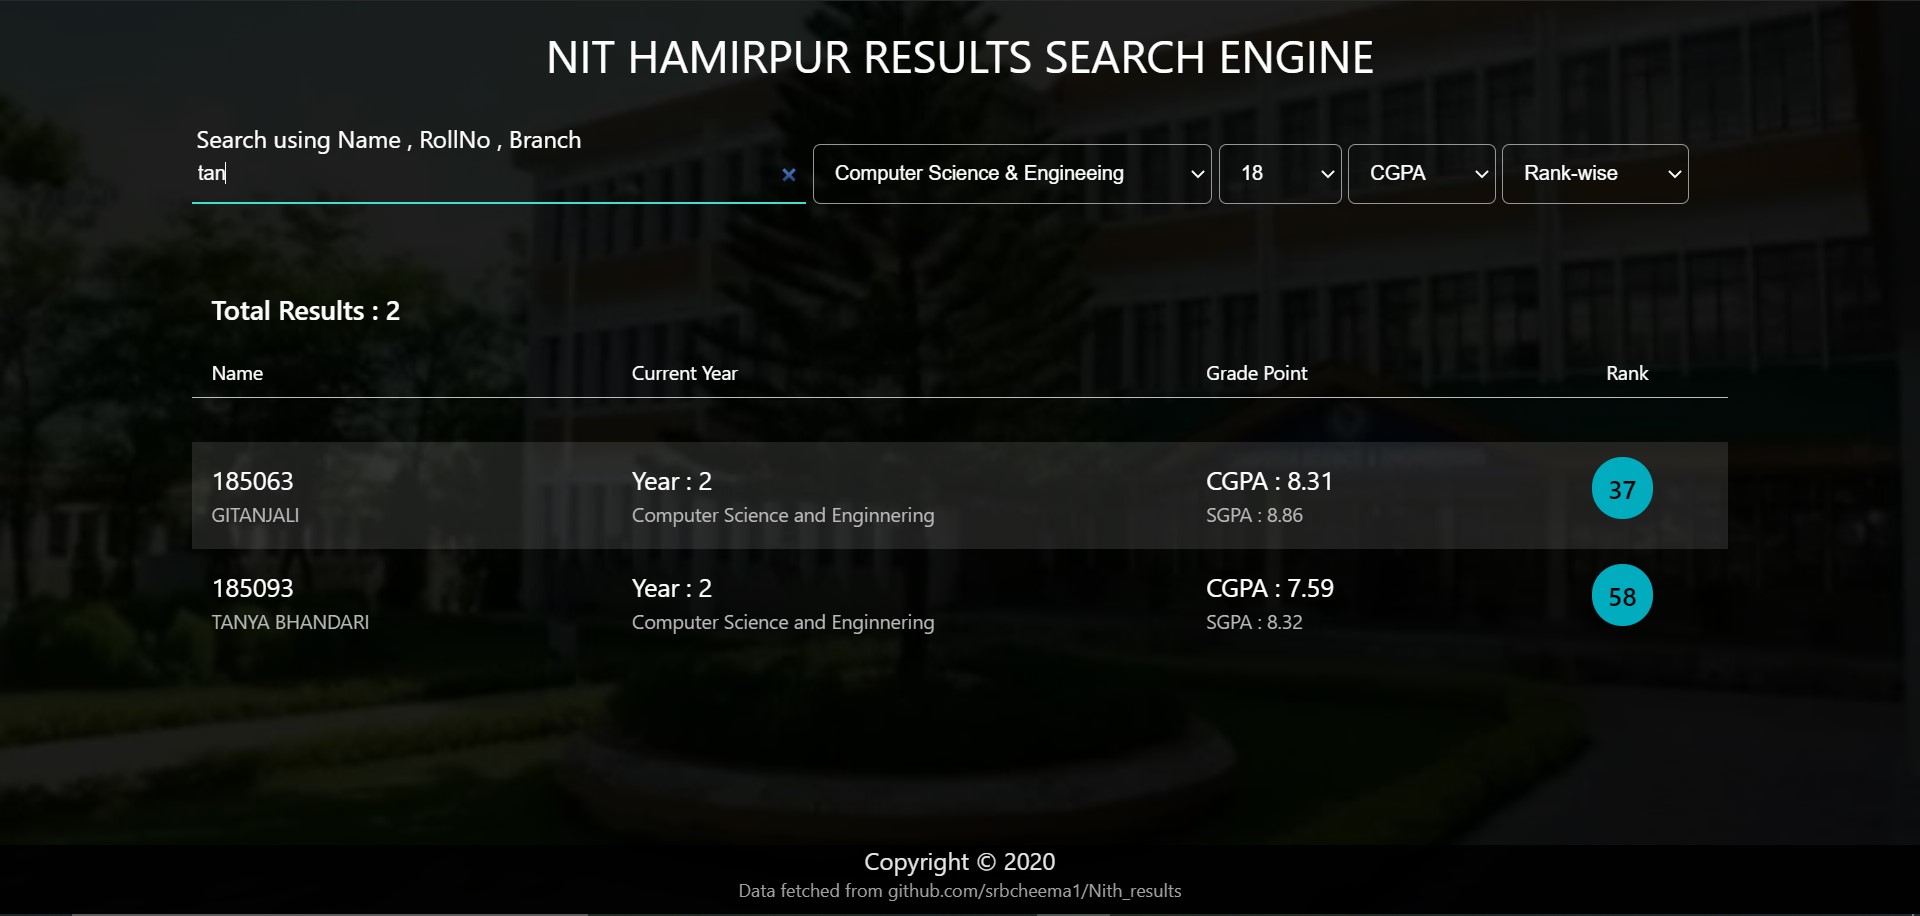 NIT HAMIRPUR RESULTS SEARCH ENGINE
Search using Name , RollNo , Branch
tan
Computer Science & Engineeing
18
CGPA
Rank-wise
Total Results : 2
Name Current Year Grade Point Rank
185063 Year : 2 CGPA : 8.31 37
GITANJALI Computer Science and Enginnering SGPA : 8.86
185093 Year : 2 CGPA : 7.59 58
TANYA BHANDARI Computer Science and Enginnering SGPA : 8.32
Copyright © 2020
Data fetched from github.com/srbcheema1/Nith_results